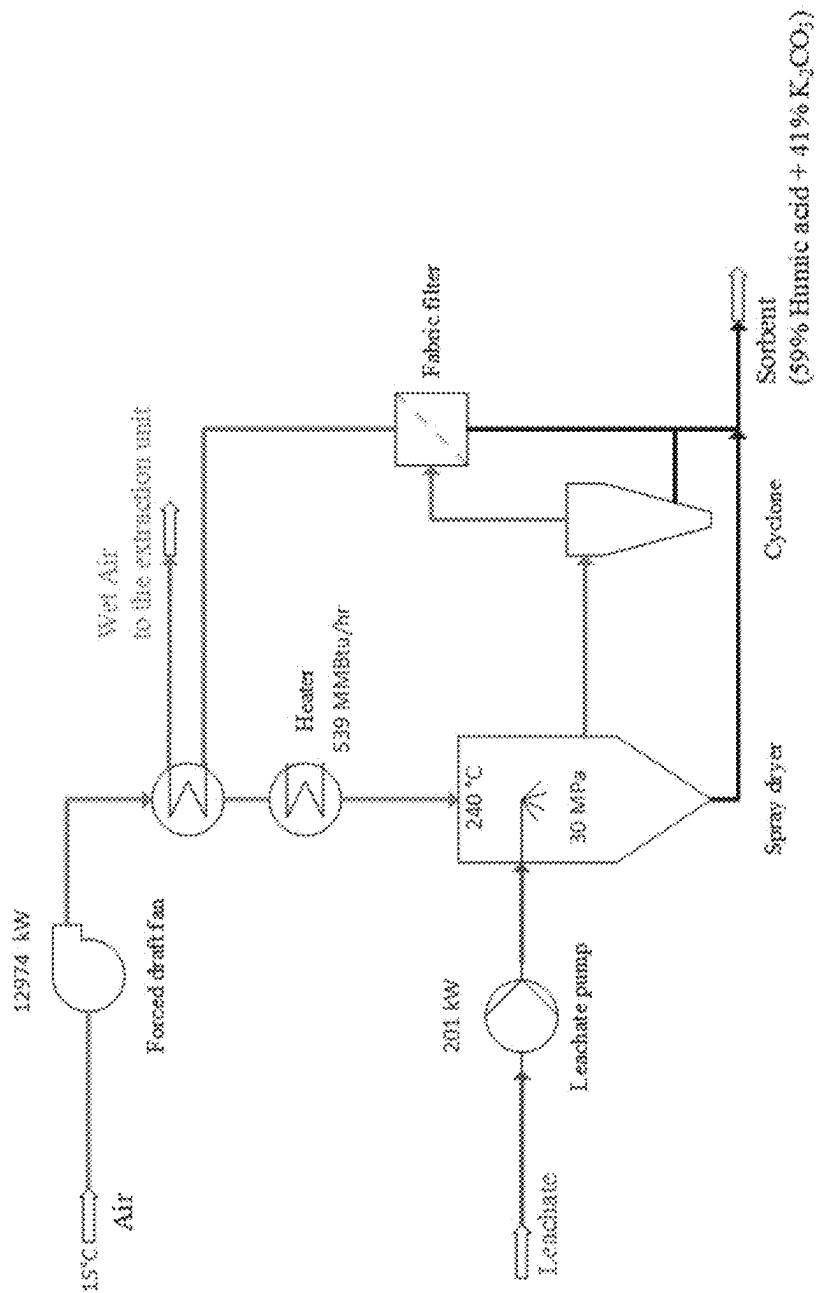 15°C
Air
12974 kW
Forced draft fan
Wet Air
to the extraction unit
Heater
539 MMBtu/hr
Fabric filter
Leachate
201 kW
Leachate pump
240 °C
30 MPa
Spray dryer
Cyclone
Sorbent
(59% Humic acid + 41% K₂CO₃)